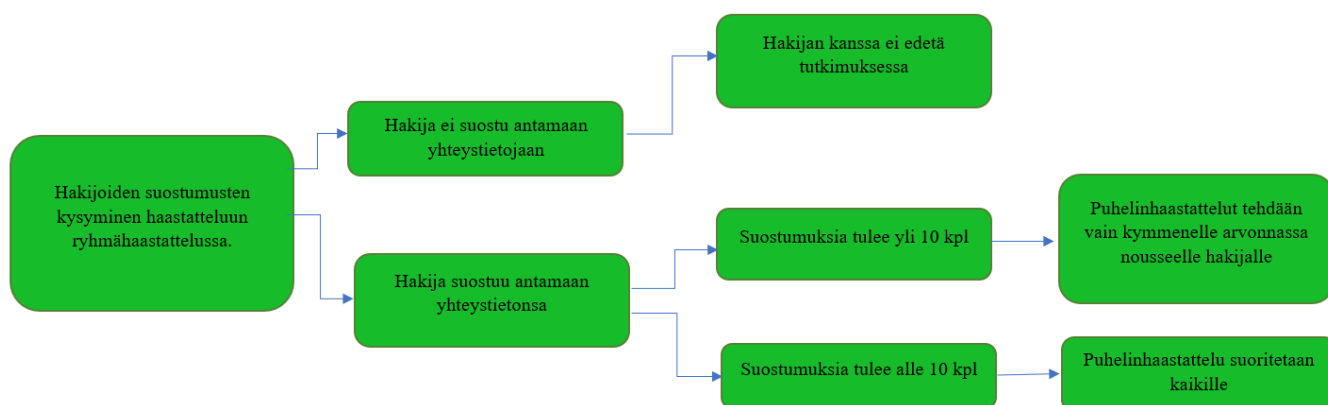 Hakijan kanssa ei edetä
tutkimuksessa
Hakija ei suostu antamaan
yhteystietojaan
Hakijoiden suostumusten
kysyminen haastatteluun
ryhmähaastattelussa.
Hakija suostuu antamaan
yhteystietonsa
Suostumuksia tulee yli 10 kpl
Puhelinhaastattelut tehdään
vain kymmenelle arvonnassa
nousseelle hakijalle
Suostumuksia tulee alle 10 kpl
Puhelinhaastattelu suoritetaan
kaikille